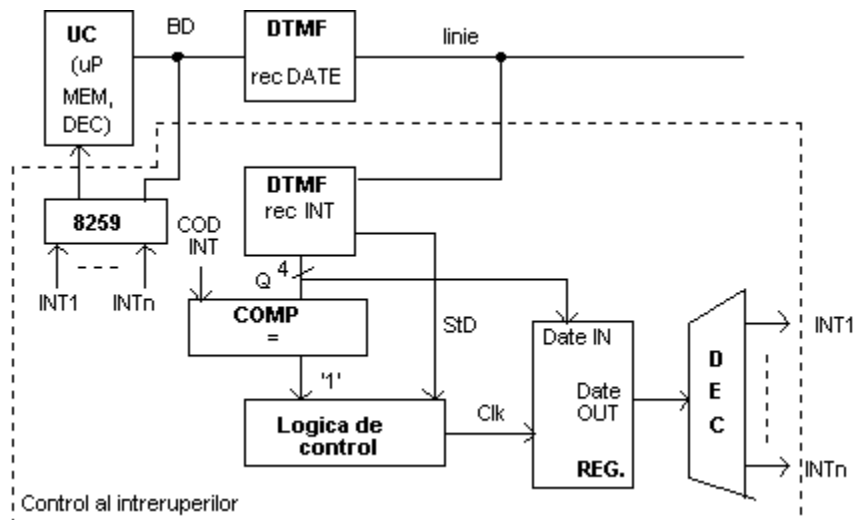 UC
(uP
MEM,
DEC)
BD
DTMF
rec DATE
linie
8259
INT1
INTn
COD
INT
DTMF
rec INT
Q
4
COMP
=
StD
'1'
Logica de
control
Clk
Date IN
Date
OUT
REG.
D
E
C
INT1
INTn
Control al intreruperilor